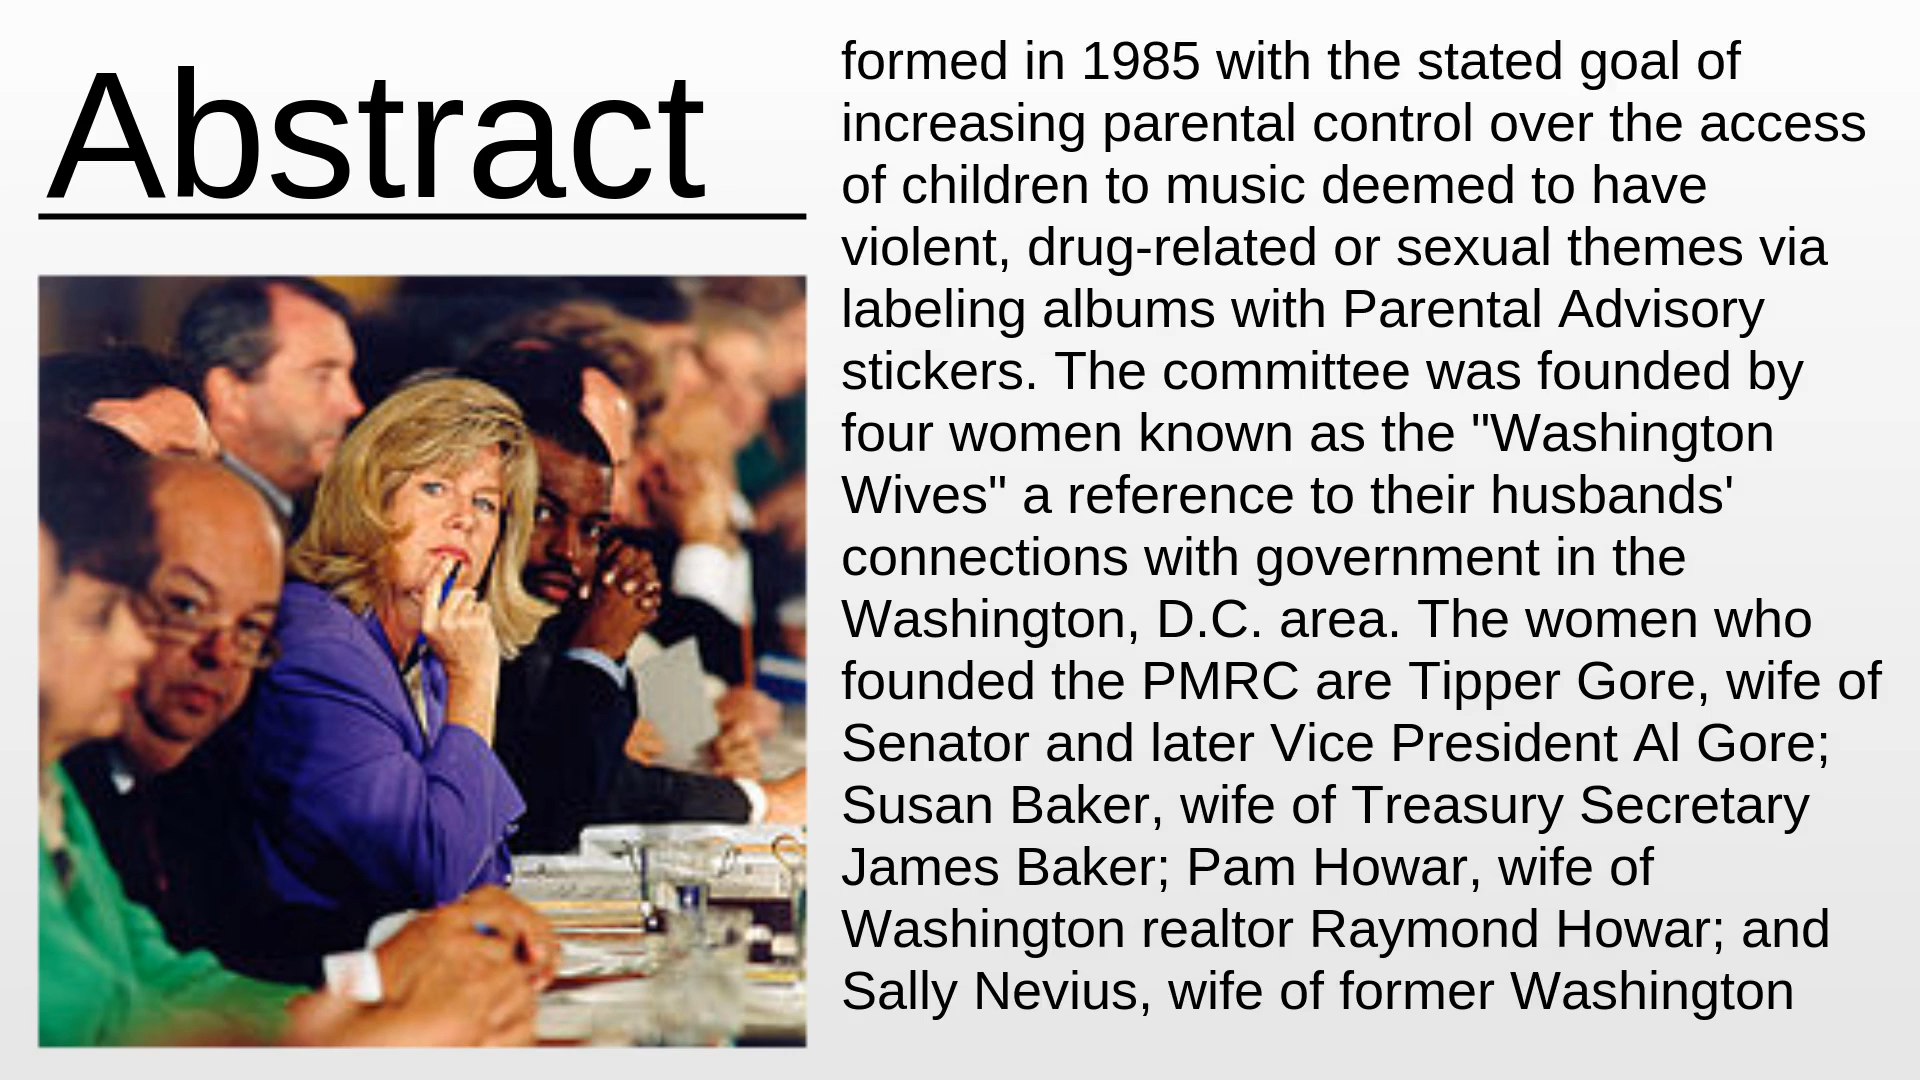 Abstract
formed in 1985 with the stated goal of
increasing parental control over the access
of children to music deemed to have
violent, drug-related or sexual themes via
labeling albums with Parental Advisory
stickers. The committee was founded by
four women known as the "Washington
Wives" a reference to their husbands'
connections with government in the
Washington, D.C. area. The women who
founded the PMRC are Tipper Gore, wife of
Senator and later Vice President Al Gore;
Susan Baker, wife of Treasury Secretary
James Baker; Pam Howar, wife of
Washington realtor Raymond Howar; and
Sally Nevius, wife of former Washington